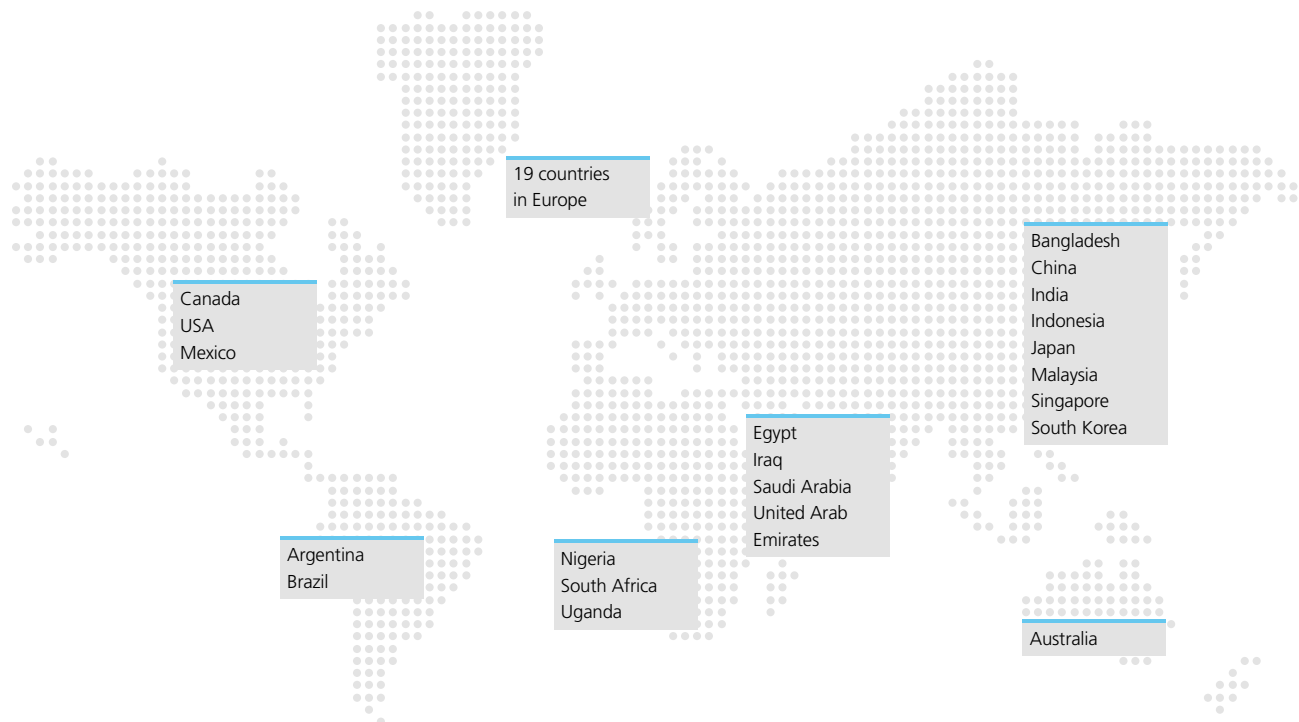 19 countries
in Europe
Bangladesh
China
India
Indonesia
Japan
Malaysia
Singapore
South Korea
Canada
USA
Mexico
Egypt
Iraq
Saudi Arabia
United Arab
Emirates
Argentina
Brazil
Nigeria
South Africa
Uganda
Australia